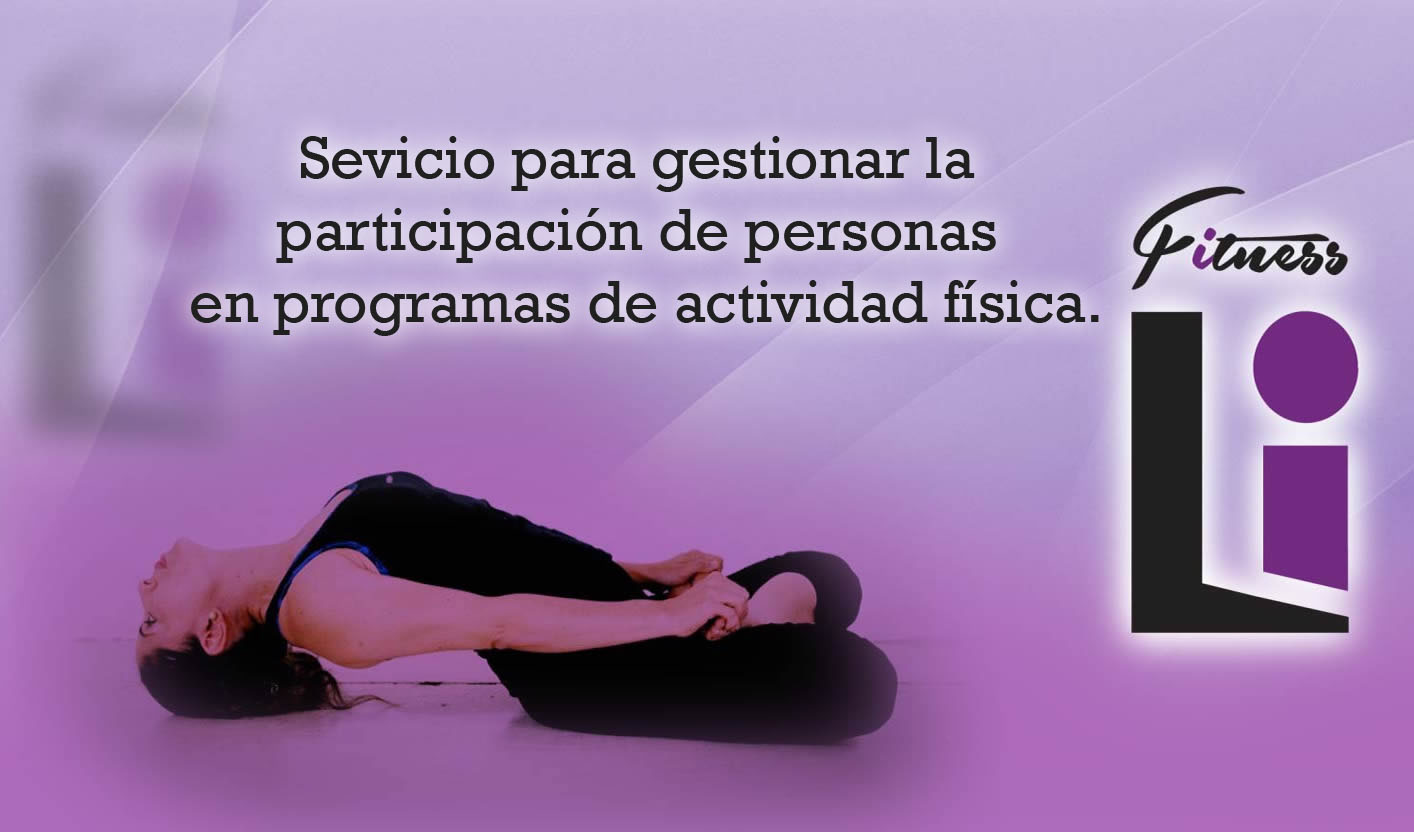 Sevicio para gestionar la
participación de personas
en programas de actividad física.
Fitness
Li